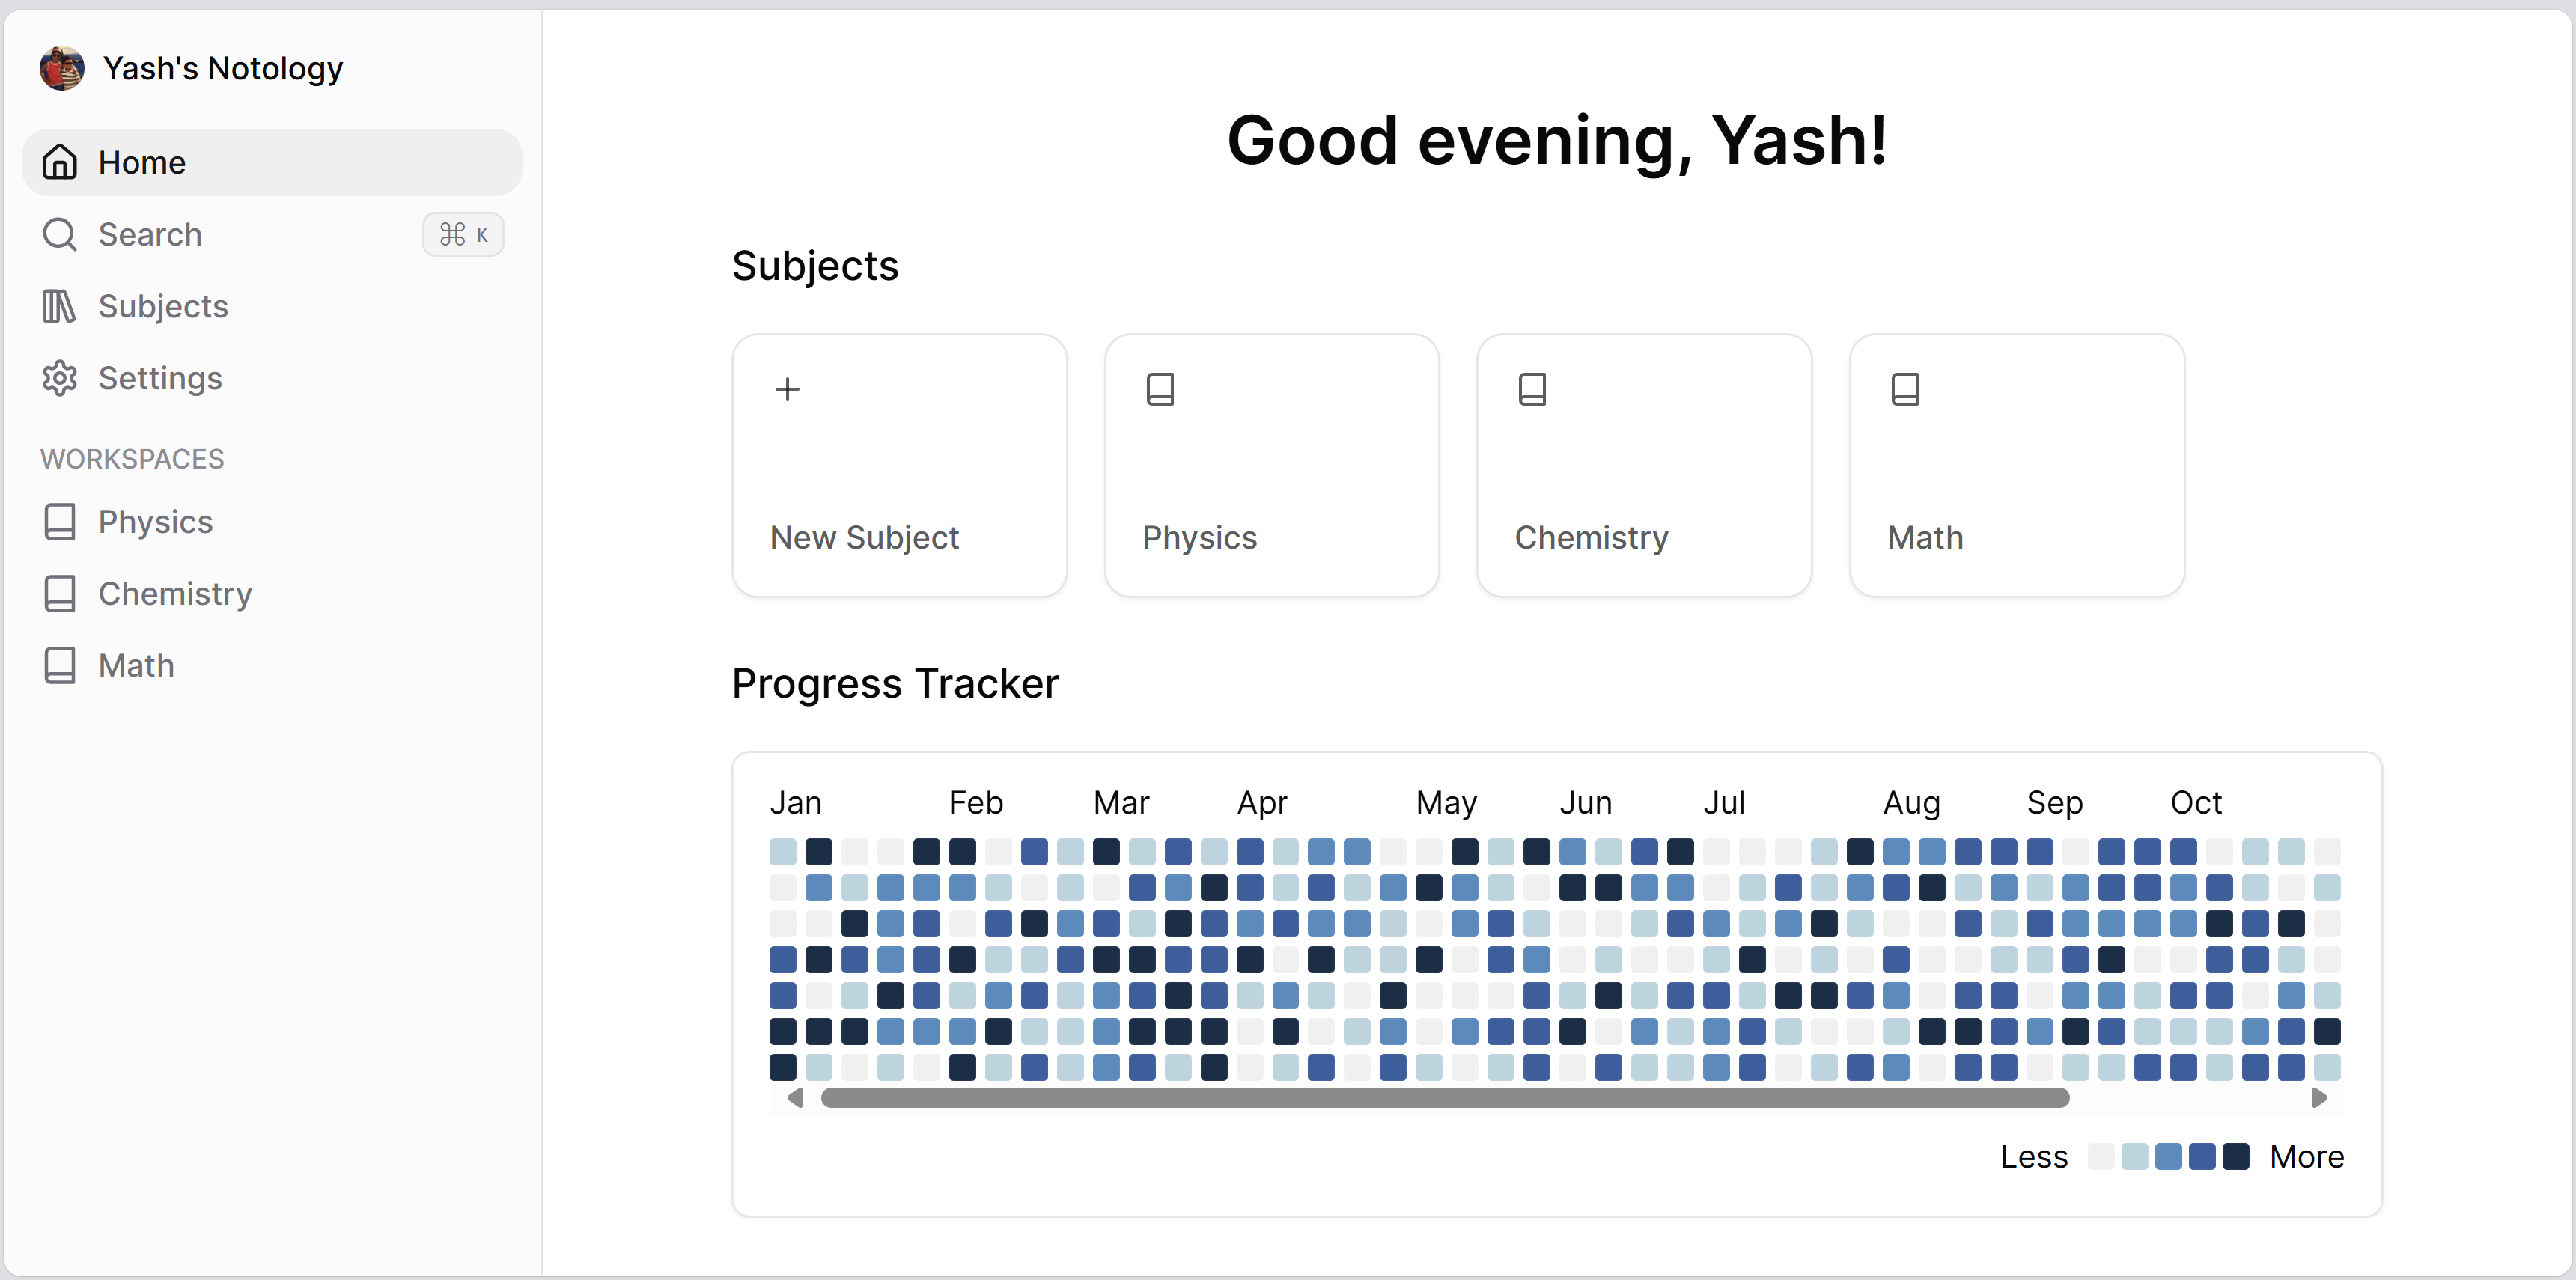 Yash's Notology
Home
Search
⌘ K
Subjects
Settings
WORKSPACES
Physics
Chemistry
Math
Good evening, Yash!
Subjects
New Subject
Physics
Chemistry
Math
Progress Tracker
Jan Feb Mar Apr May Jun Jul Aug Sep Oct
Less More